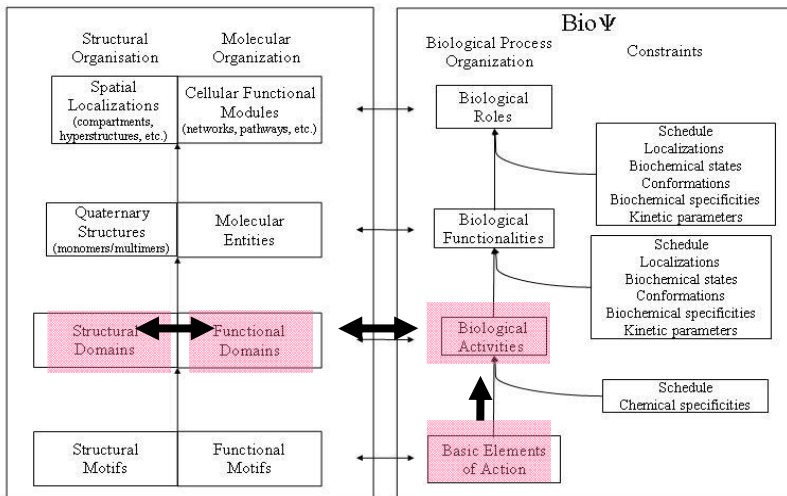 BioΨ
Structural
Organisation
Molecular
Organization
Biological Process
Organization
Constraints
Spatial
Localizations
(compartments,
hyperstructures, etc.)
Cellular Functional
Modules
(networks, pathways, etc.)
Biological
Roles
Schedule
Localizations
Biochemical states
Conformations
Biochemical specificities
Kinetic parameters
Quaternary
Structures
(monomers/multimers)
Molecular
Entities
Biological
Functionalities
Schedule
Localizations
Biochemical states
Conformations
Biochemical specificities
Kinetic parameters
Structural
Domains
Functional
Domains
Biological
Activities
Schedule
Chemical specificities
Structural
Motifs
Functional
Motifs
Basic Elements
of Action